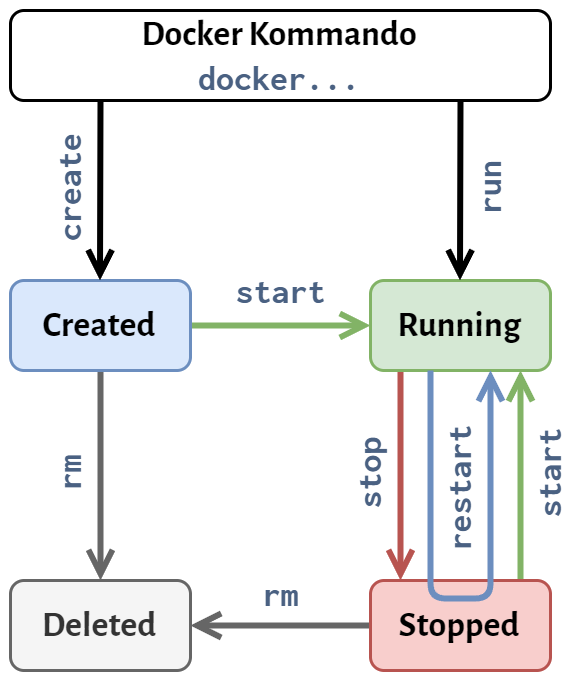 Docker Kommando
docker...
create
run
start
Created
Running
rm
stop
restart
start
rm
Deleted
Stopped